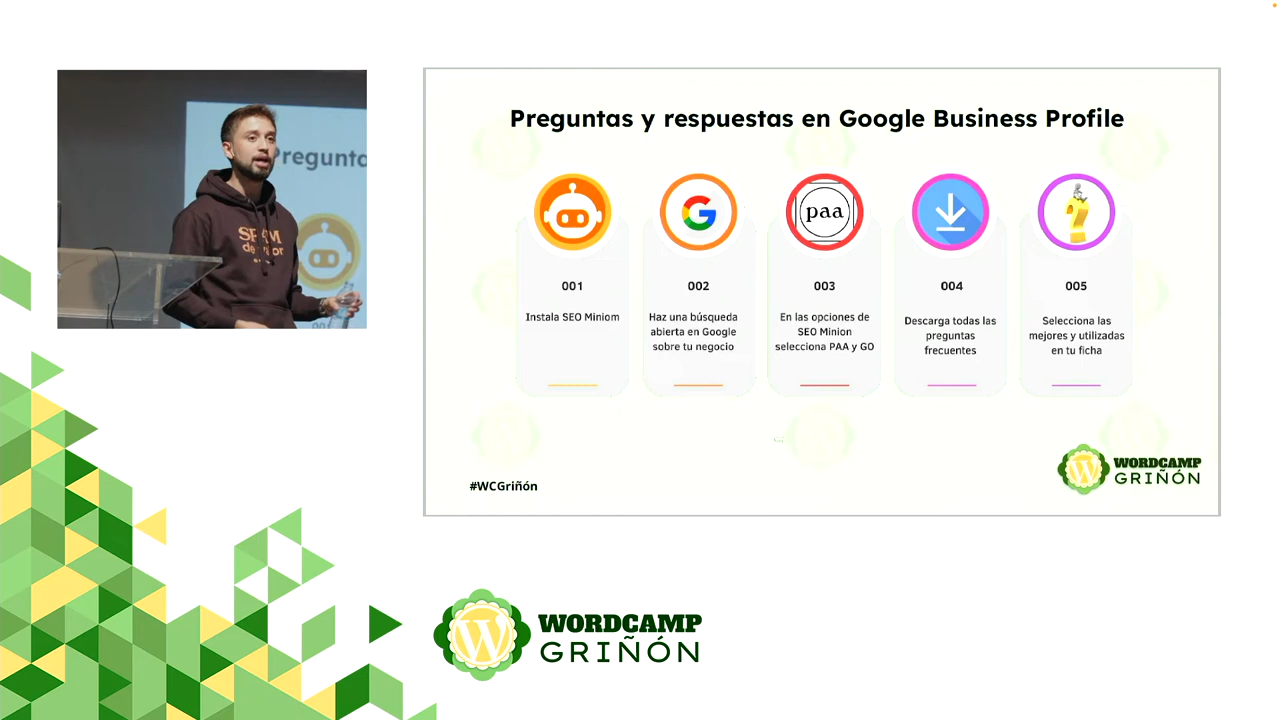 Pregunta
Preguntas y respuestas en Google Business Profile
paa
001
Instala SEO Miniom
002
Haz una búsqueda
abierta en Google
sobre tu negocio
003
En las opciones de
SEO Minion
selecciona PAA y GO
004
Descarga todas las
preguntas
frecuentes
005
Selecciona las
mejores y utilizadas
en tu ficha
#WCGriñón
WORDCAMP
GRIÑÓN
WORDCAMP
GRIÑÓN